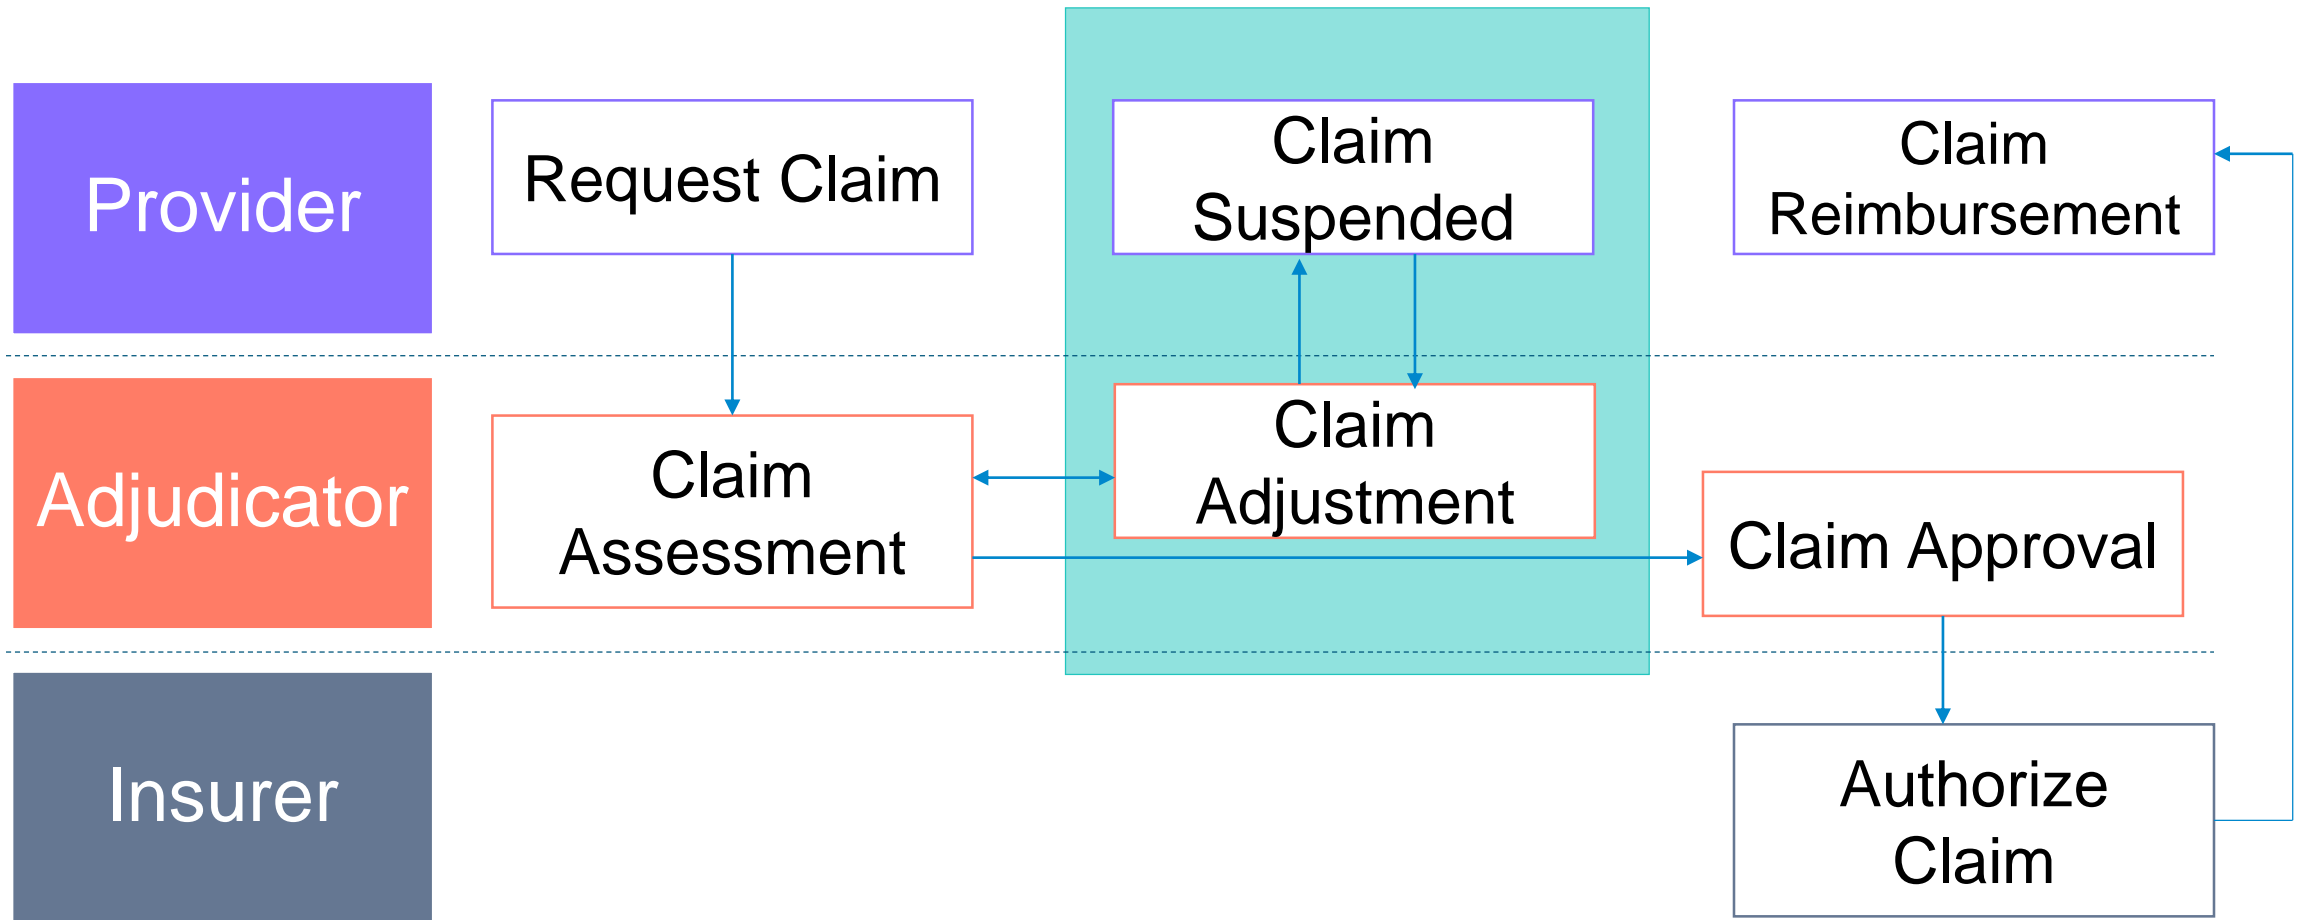 Provider
Request Claim
Claim
Suspended
Claim
Reimbursement
Adjudicator
Claim
Assessment
Claim
Adjustment
Claim Approval
Insurer
Authorize
Claim